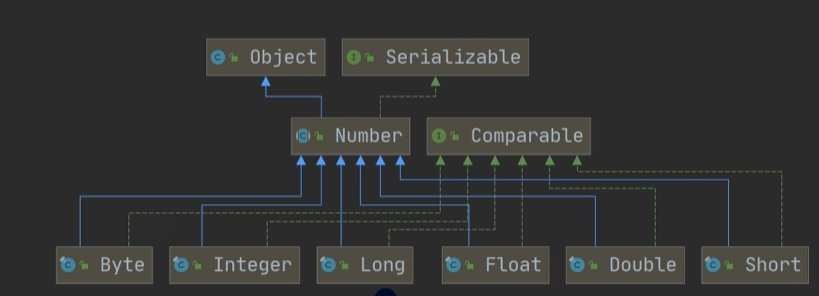 Object Serializable
Number Comparable
Byte Integer Long Float Double Short